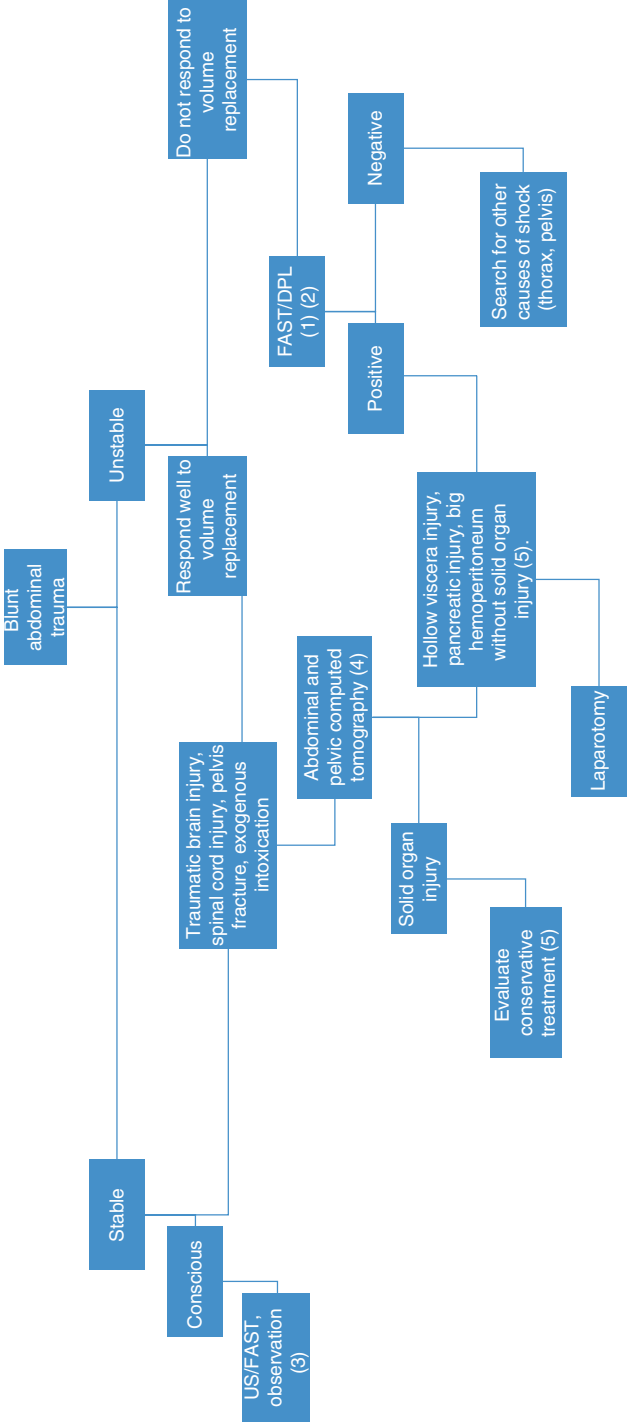 Blunt
abdominal
trauma
Stable
Unstable
Conscious
Traumatic brain injury,
spinal cord injury, pelvis
fracture, exogenous
intoxication
Respond well to
volume
replacement
Do not respond to
volume
replacement
US/FAST,
observation
(3)
Abdominal and
pelvic computed
tomography (4)
FAST/DPL
(1) (2)
Solid organ
injury
Hollow viscera injury,
pancreatic injury, big
hemoperitoneum
without solid organ
injury (5).
Positive
Negative
Evaluate
conservative
treatment (5)
Laparotomy
Search for other
causes of shock
(thorax, pelvis)